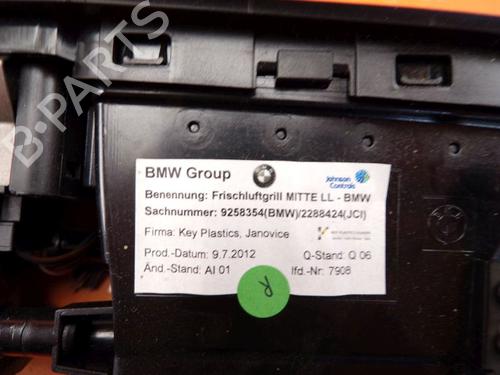 B-PARTS
BMW Group
Johnson Controls
Benennung: Frischluftgrill MITTE LL - BMW
Sachnummer: 9258354(BMW)/2288424(JCI)
Firma: Key Plastics, Janovice
Prod.-Datum: 9.7.2012
Q-Stand: Q 06
Änd.-Stand: AI 01
lfd.-Nr: 7908
R